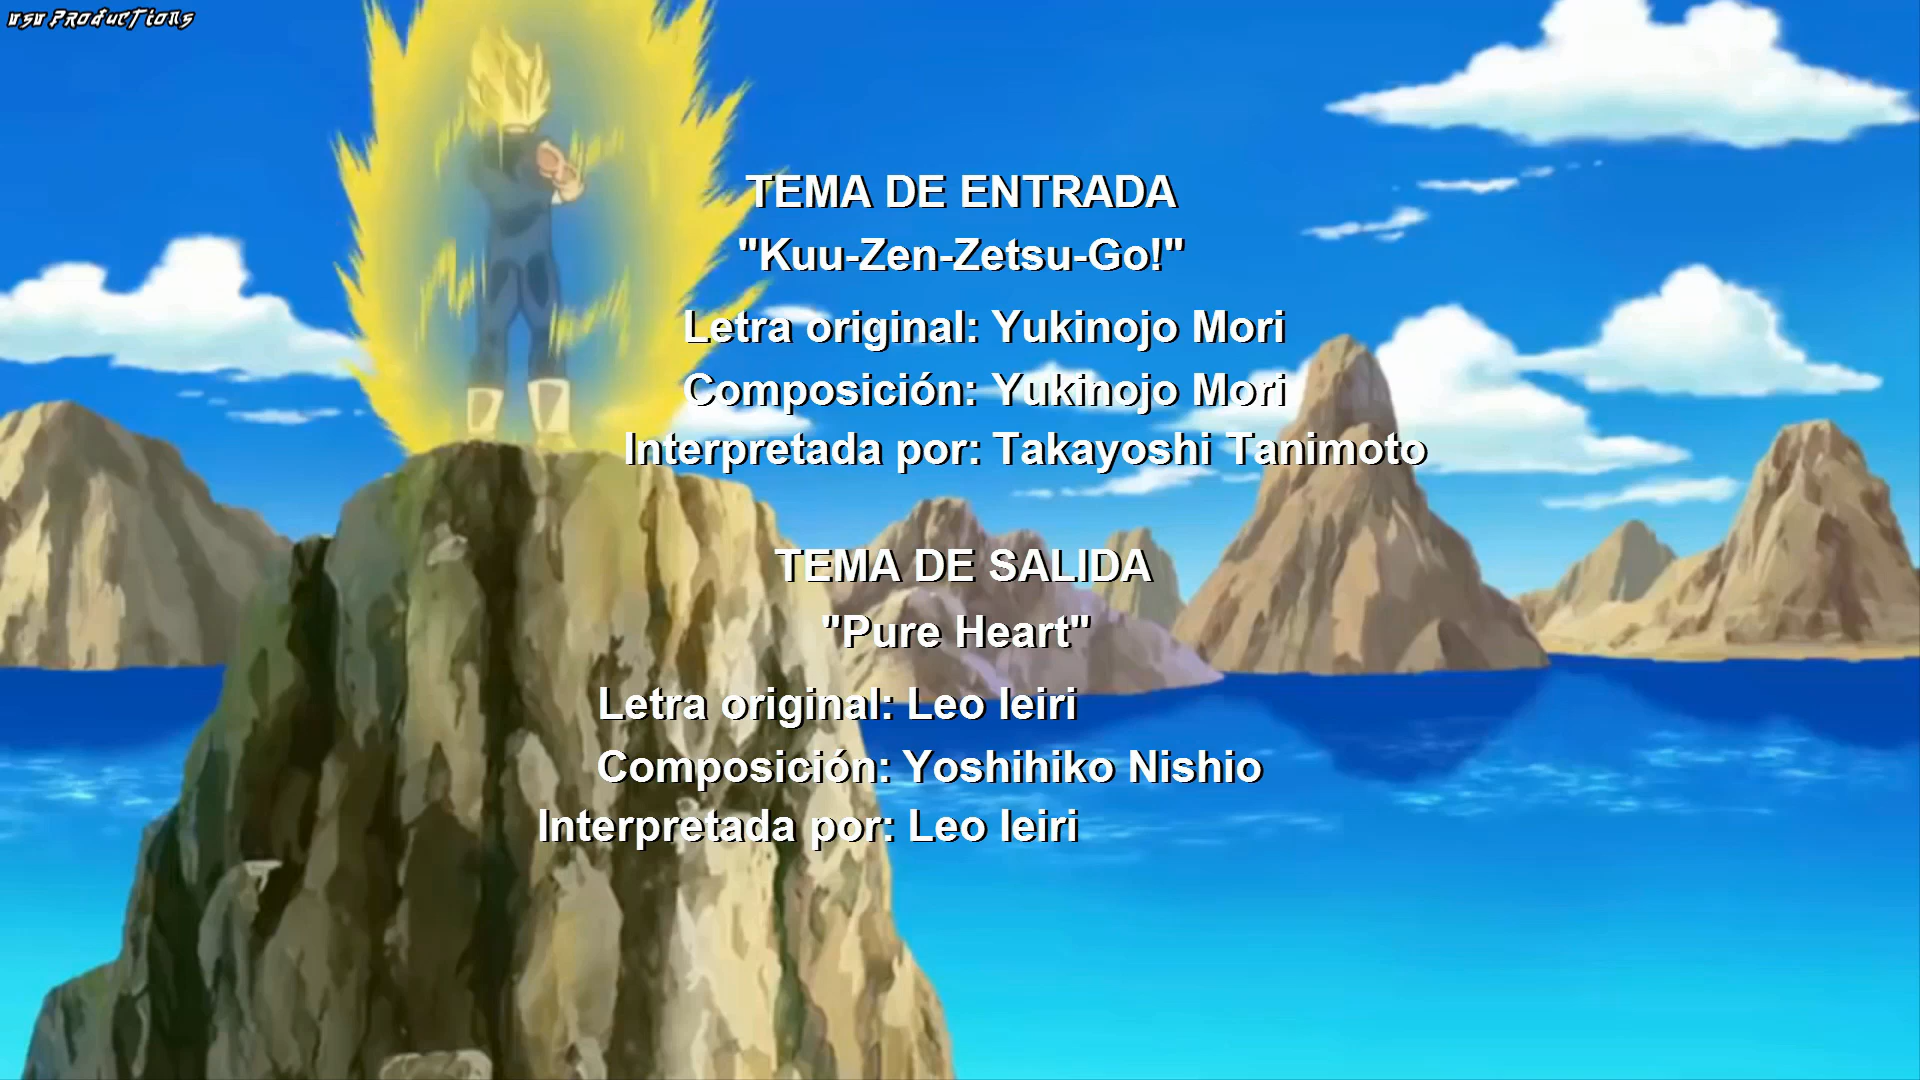 wsw Productions
TEMA DE ENTRADA
"Kuu-Zen-Zetsu-Go!"
Letra original: Yukinojo Mori
Composición: Yukinojo Mori
Interpretada por: Takayoshi Tanimoto
TEMA DE SALIDA
"Pure Heart"
Letra original: Leo Ieiri
Composición: Yoshihiko Nishio
Interpretada por: Leo Ieiri